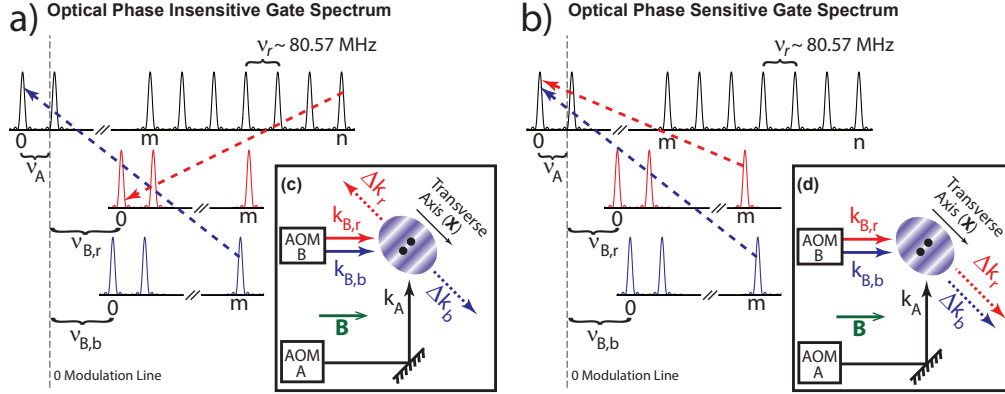 a) Optical Phase Insensitive Gate Spectrum
νr ~ 80.57 MHz
0 m n
νA
0 m
νB,r
0 m
νB,b
0 Modulation Line
(c)
Δkr
Transverse
Axis (X)
AOM
B
kB,r
kB,b
Δkb
kA
B
AOM
A
b) Optical Phase Sensitive Gate Spectrum
νr ~ 80.57 MHz
0 m n
νA
0 m
νB,r
0 m
νB,b
0 Modulation Line
(d)
Transverse
Axis (X)
AOM
B
kB,r
kB,b
Δkr
Δkb
kA
B
AOM
A